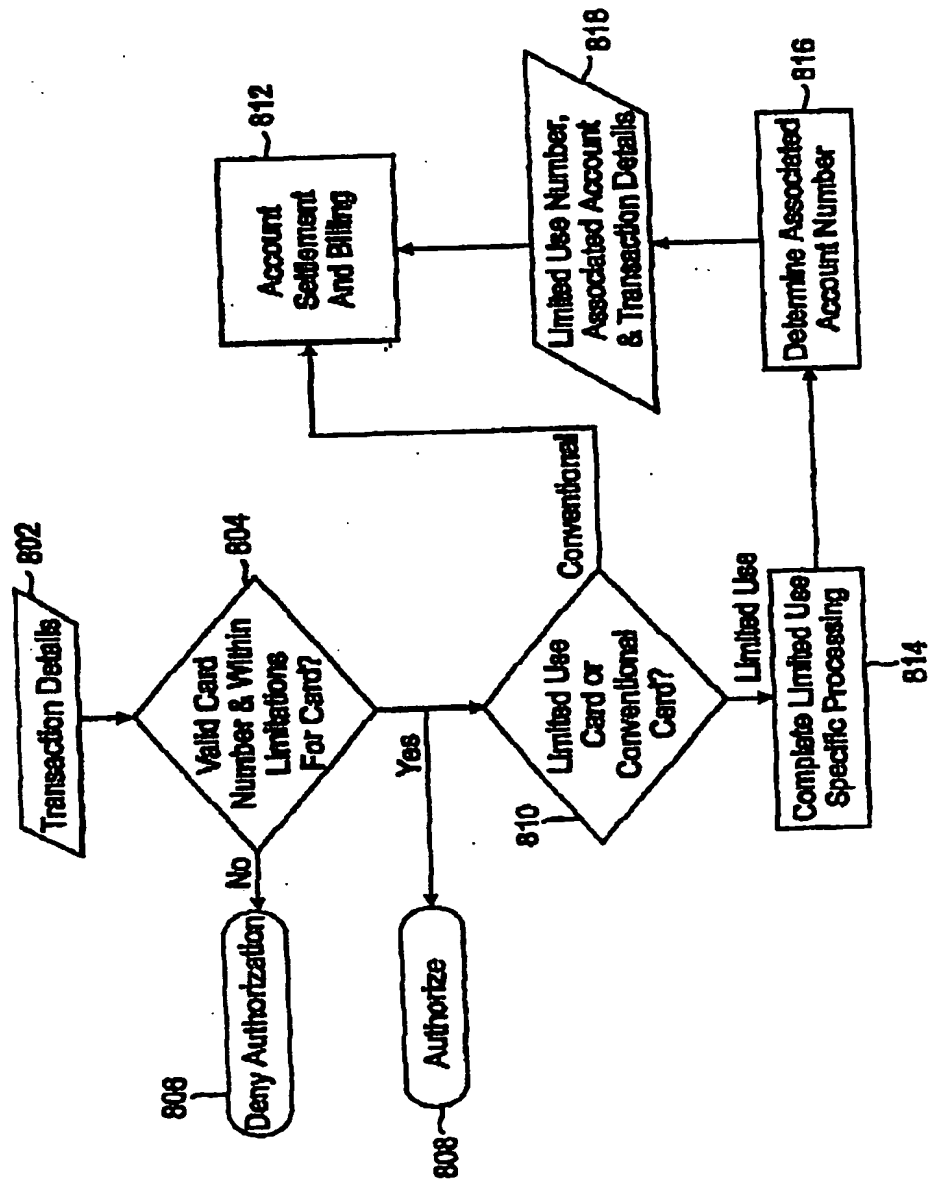 802
Transaction Details
804
Valid Card
Number & Within
Limitations
For Card?
No
806
Deny Authorization
Yes
Authorize
808
810
Limited Use
Card or
Conventional
Card?
Conventional
812
Account
Settlement
And Billing
Limited Use
Complete Limited Use
Specific Processing
814
816
Determine Associated
Account Number
818
Limited Use Number,
Associated Account
& Transaction Details